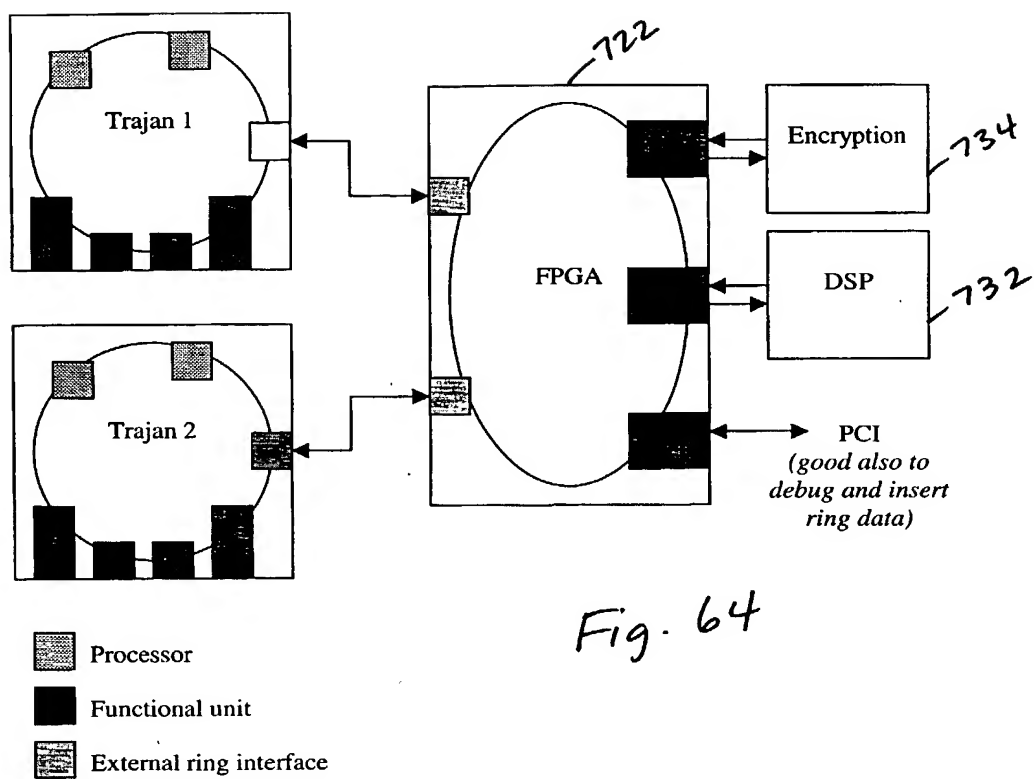 722
Trajan 1
Encryption
734
FPGA
DSP
732
Trajan 2
PCI
(good also to
debug and insert
ring data)
Fig. 64
Processor
Functional unit
External ring interface